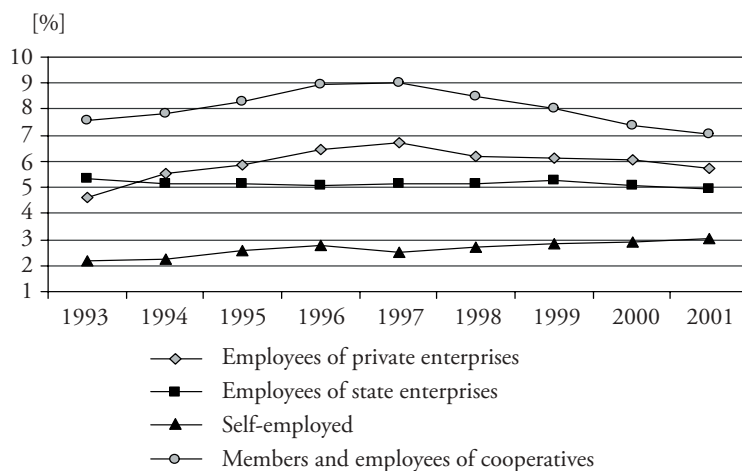 [%]
10
9
8
7
6
5
4
3
2
1
1993 1994 1995 1996 1997 1998 1999 2000 2001
Employees of private enterprises
Employees of state enterprises
Self-employed
Members and employees of cooperatives